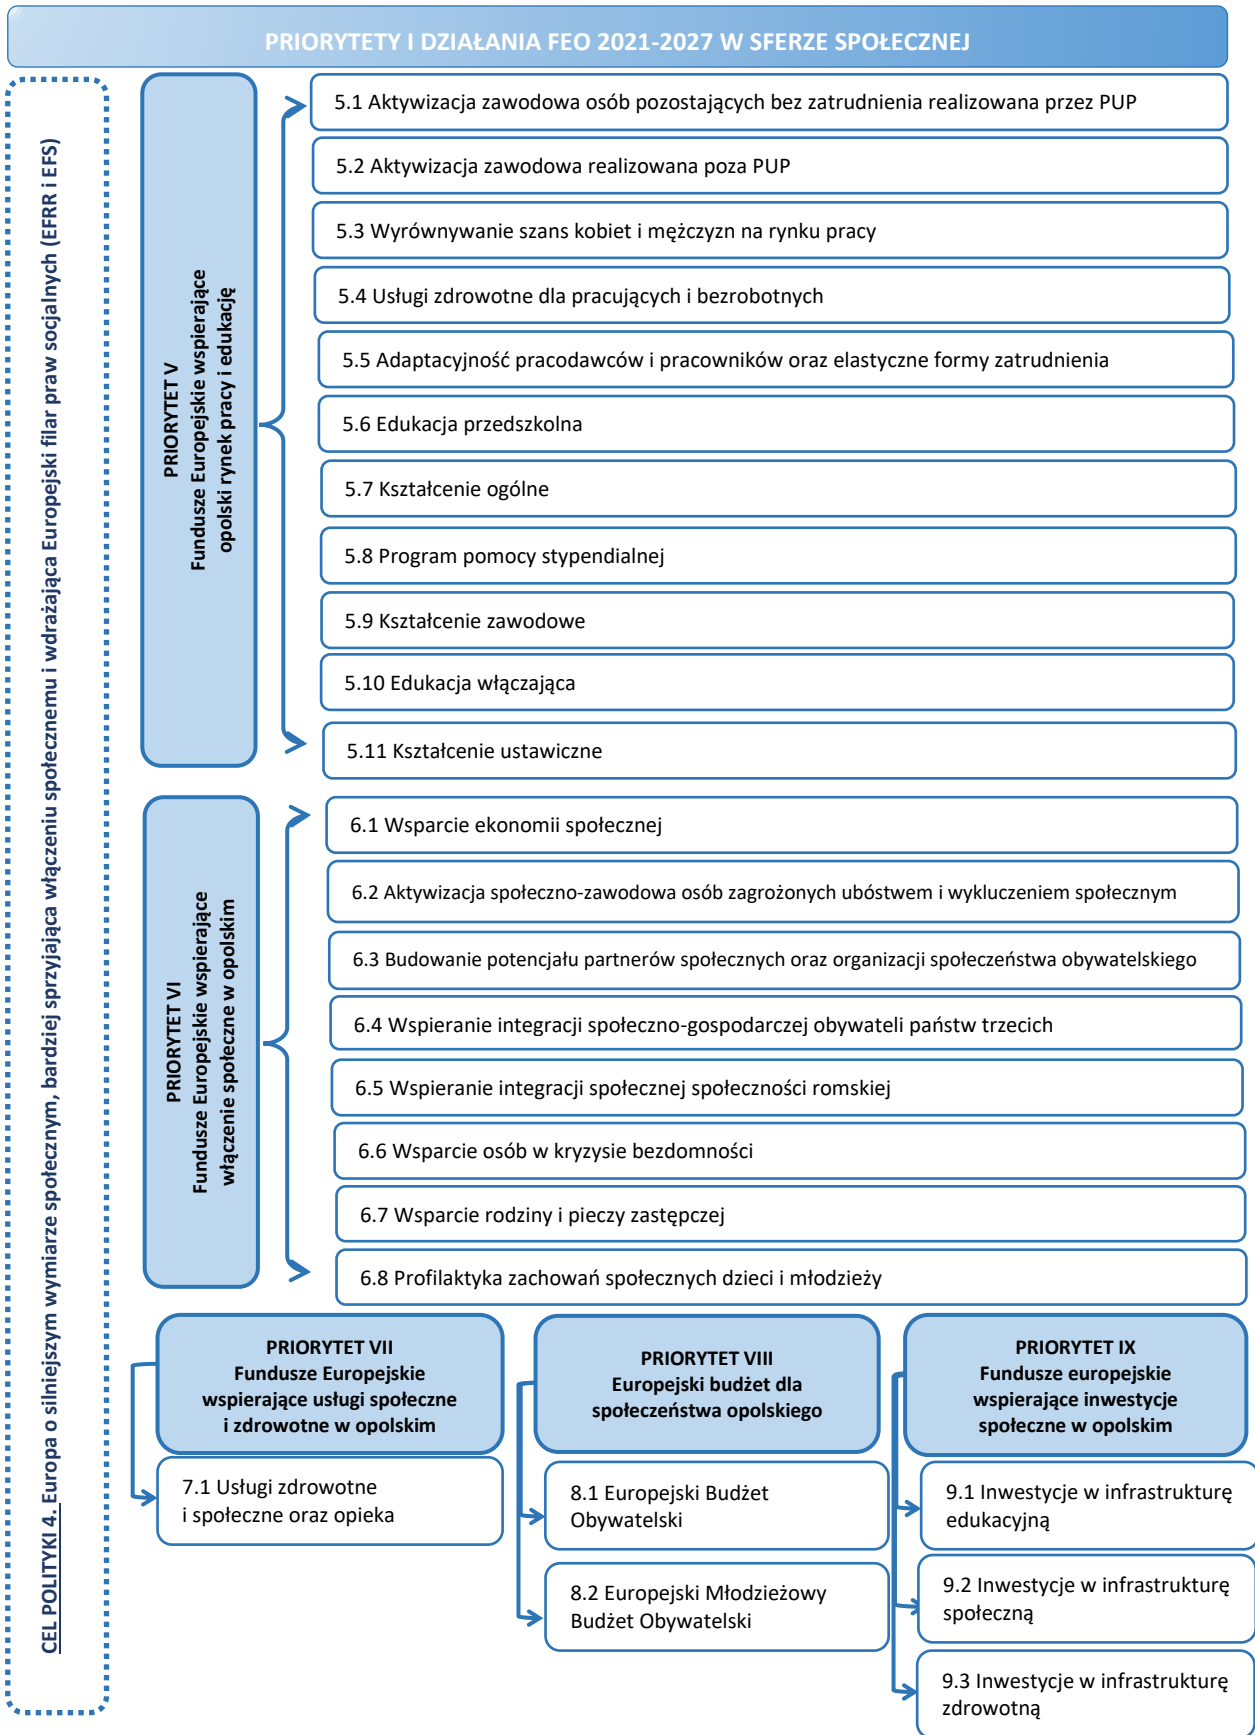 PRIORYTETY I DZIAŁANIA FEO 2021-2027 W SFERZE SPOŁECZNEJ
CEL POLITYKI 4. Europa o silniejszym wymiarze społecznym, bardziej sprzyjająca włączeniu społecznemu i wdrażająca Europejski filar praw socjalnych (EFRR i EFS)
PRIORYTET V
Fundusze Europejskie wspierające
opolski rynek pracy i edukację
5.1 Aktywizacja zawodowa osób pozostających bez zatrudnienia realizowana przez PUP
5.2 Aktywizacja zawodowa realizowana poza PUP
5.3 Wyrównywanie szans kobiet i mężczyzn na rynku pracy
5.4 Usługi zdrowotne dla pracujących i bezrobotnych
5.5 Adaptacyjność pracodawców i pracowników oraz elastyczne formy zatrudnienia
5.6 Edukacja przedszkolna
5.7 Kształcenie ogólne
5.8 Program pomocy stypendialnej
5.9 Kształcenie zawodowe
5.10 Edukacja włączająca
5.11 Kształcenie ustawiczne
PRIORYTET VI
Fundusze Europejskie wspierające
włączenie społeczne w opolskim
6.1 Wsparcie ekonomii społecznej
6.2 Aktywizacja społeczno-zawodowa osób zagrożonych ubóstwem i wykluczeniem społecznym
6.3 Budowanie potencjału partnerów społecznych oraz organizacji społeczeństwa obywatelskiego
6.4 Wspieranie integracji społeczno-gospodarczej obywateli państw trzecich
6.5 Wspieranie integracji społecznej społeczności romskiej
6.6 Wsparcie osób w kryzysie bezdomności
6.7 Wsparcie rodziny i pieczy zastępczej
6.8 Profilaktyka zachowań społecznych dzieci i młodzieży
PRIORYTET VII
Fundusze Europejskie
wspierające usługi społeczne
i zdrowotne w opolskim
7.1 Usługi zdrowotne
i społeczne oraz opieka
PRIORYTET VIII
Europejski budżet dla
społeczeństwa opolskiego
8.1 Europejski Budżet
Obywatelski
8.2 Europejski Młodzieżowy
Budżet Obywatelski
PRIORYTET IX
Fundusze europejskie
wspierające inwestycje
społeczne w opolskim
9.1 Inwestycje w infrastrukturę
edukacyjną
9.2 Inwestycje w infrastrukturę
społeczną
9.3 Inwestycje w infrastrukturę
zdrowotną